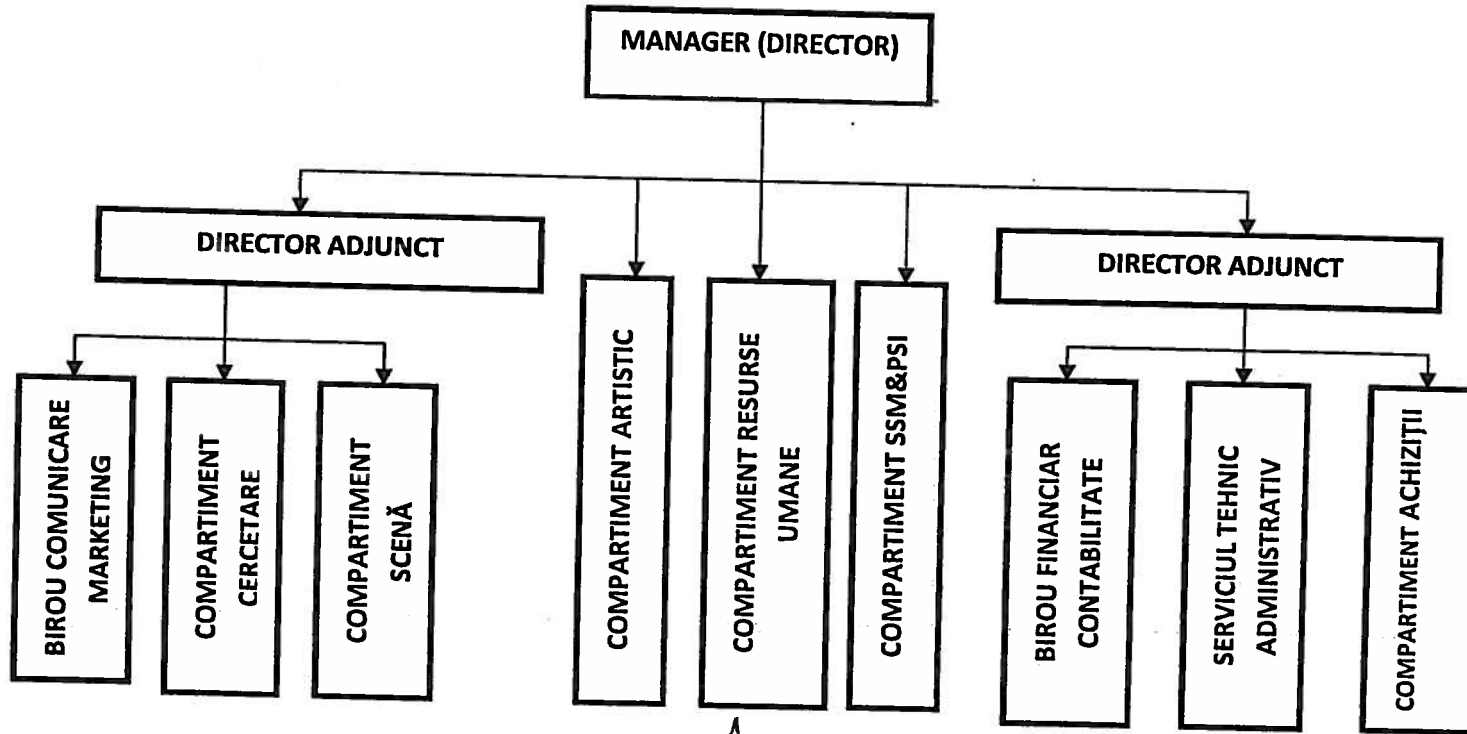 MANAGER (DIRECTOR)
DIRECTOR ADJUNCT
DIRECTOR ADJUNCT
BIROU COMUNICARE
MARKETING
COMPARTIMENT
CERCETARE
COMPARTIMENT
SCENĂ
COMPARTIMENT ARTISTIC
COMPARTIMENT RESURSE
UMANE
COMPARTIMENT SSM&PSI
BIROU FINANCIAR
CONTABILITATE
SERVICIUL TEHNIC
ADMINISTRATIV
COMPARTIMENT ACHIZIŢII